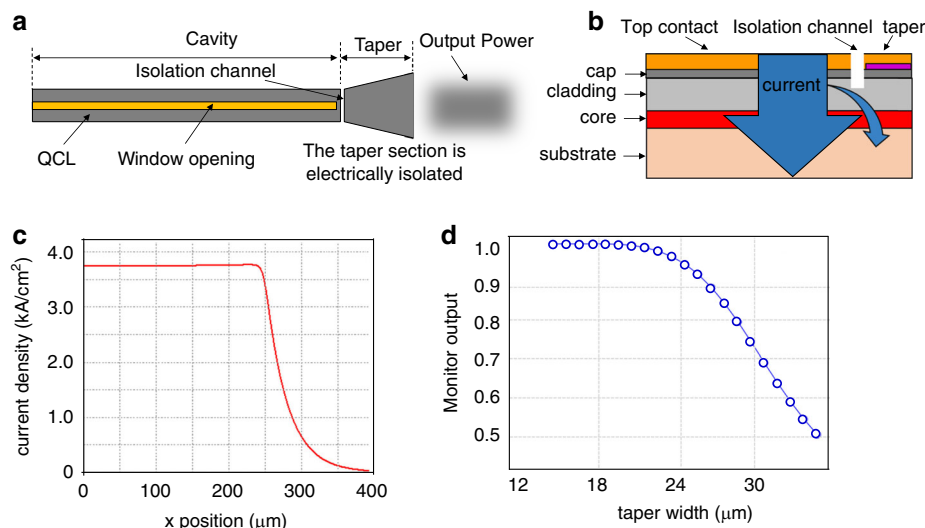 a
Cavity
Taper
Output Power
Isolation channel
QCL
Window opening
The taper section is
electrically isolated
b
Top contact
Isolation channel
taper
cap
cladding
core
substrate
current
c
4.0
3.0
2.0
1.0
0
0
100
200
300
400
current density (kA/cm²)
x position (μm)
d
1.0
0.9
0.8
0.7
0.6
0.5
12
18
24
30
36
Monitor output
taper width (μm)